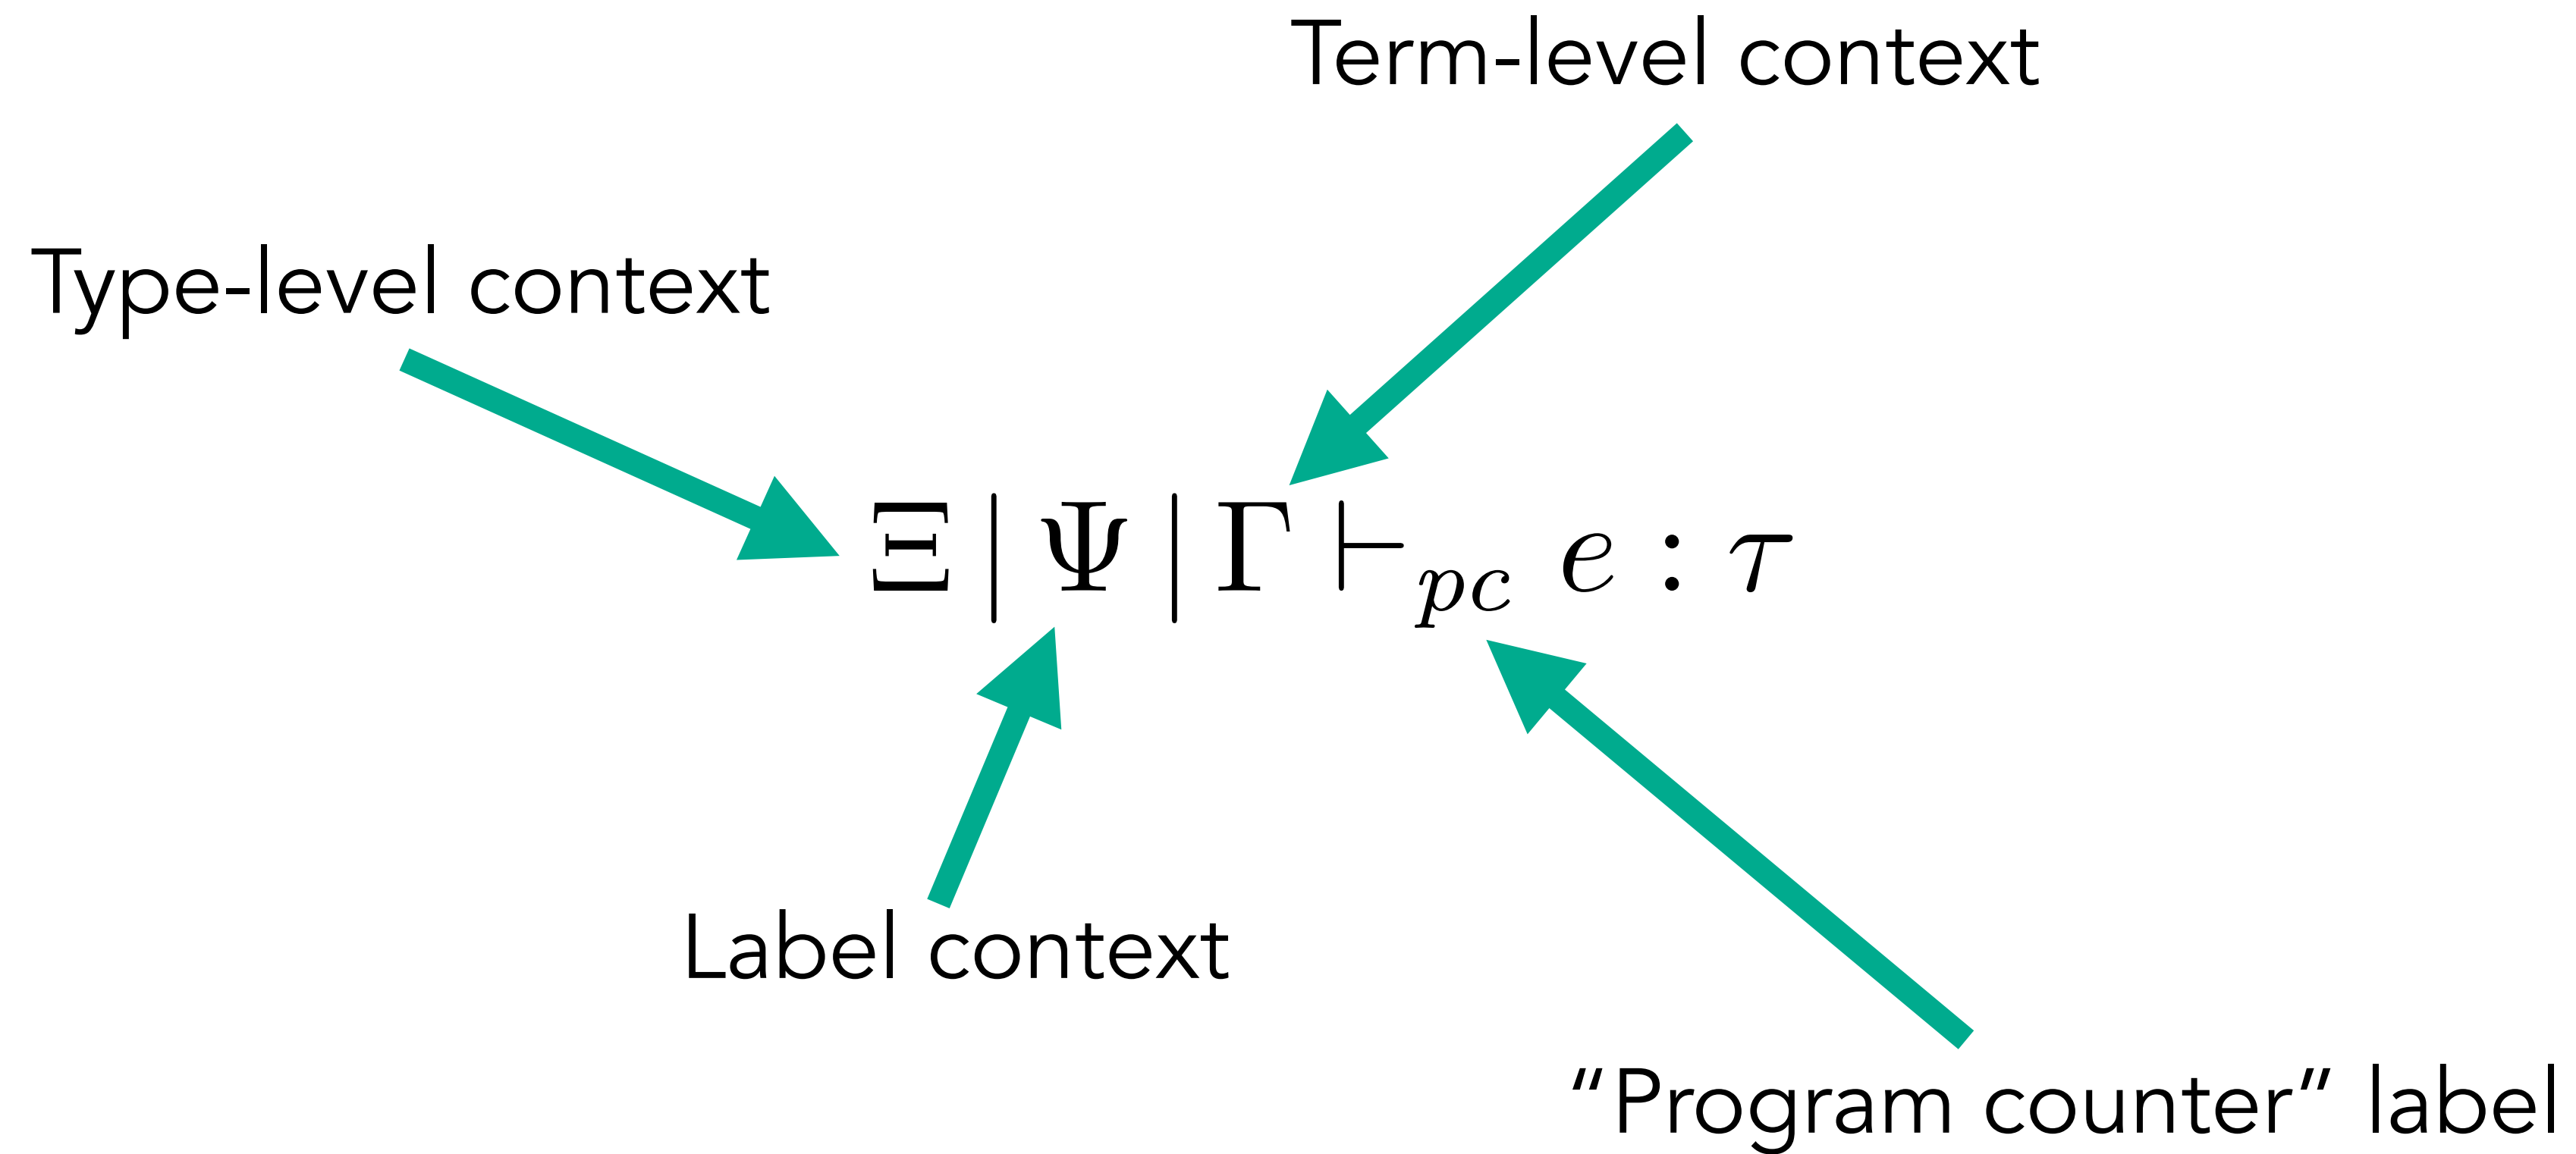 Term-level context
Type-level context
Ξ | Ψ | Γ ⊢pc e : τ
Label context
“Program counter” label